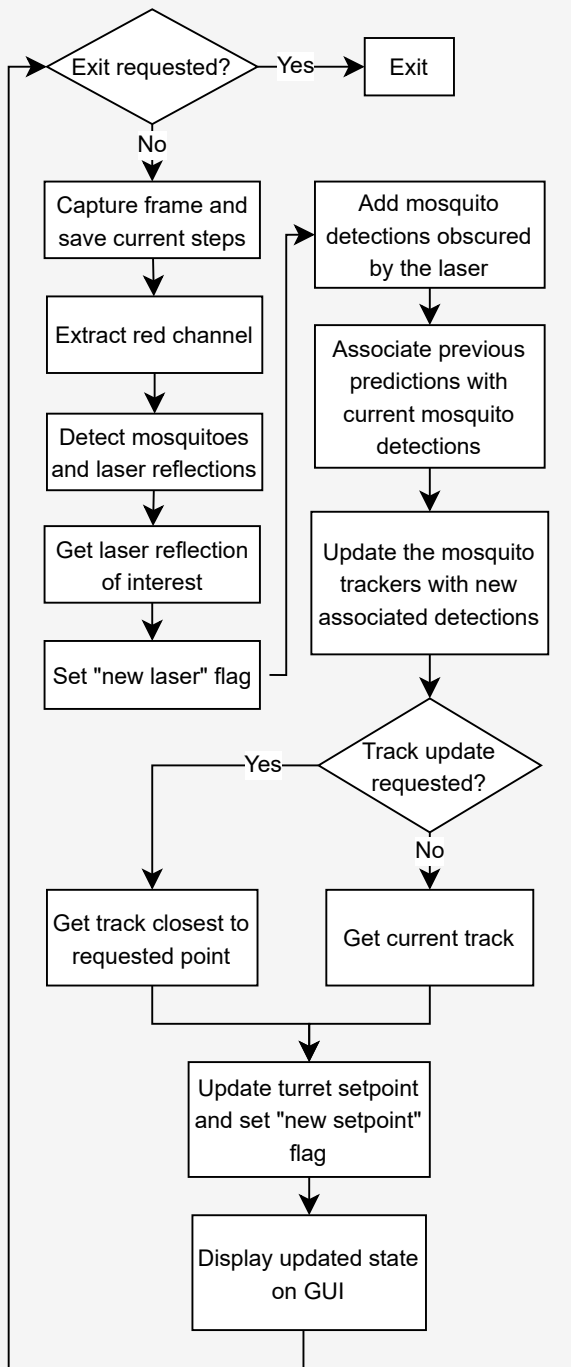 Exit requested?
Yes
Exit
No
Capture frame and
save current steps
Extract red channel
Detect mosquitoes
and laser reflections
Get laser reflection
of interest
Set "new laser" flag
Add mosquito
detections obscured
by the laser
Associate previous
predictions with
current mosquito
detections
Update the mosquito
trackers with new
associated detections
Track update
requested?
Yes
No
Get track closest to
requested point
Get current track
Update turret setpoint
and set "new setpoint"
flag
Display updated state
on GUI